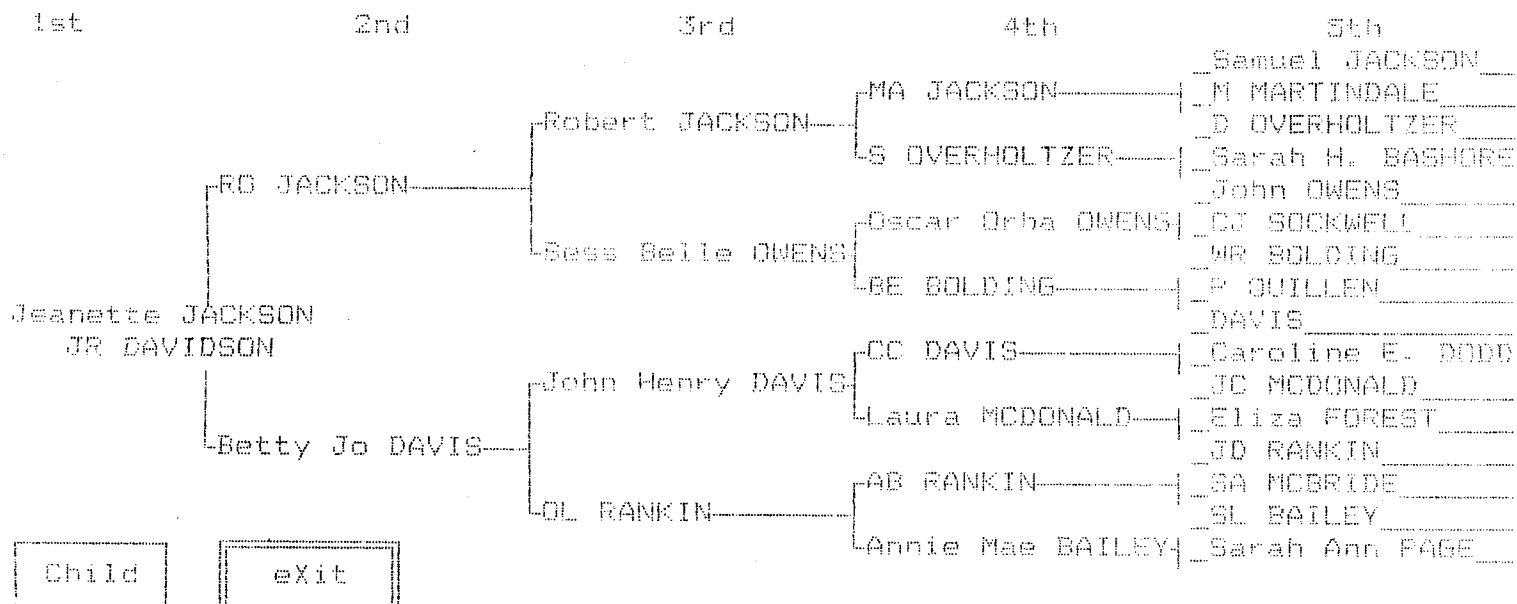 1st 2nd 3rd 4th 5th
Samuel JACKSON
MA JACKSON M MARTINDALE
Robert JACKSON D OVERHOLTZER
S OVERHOLTZER Sarah H. BASHORE
RD JACKSON John OWENS
Oscar Orha OWENS CJ SOCKWELL
Bess Belle OWENS WR BOLDING
BE BOLDING P QUILLEN
Jeanette JACKSON DAVIS
JR DAVIDSON CC DAVIS Caroline E. DODD
John Henry DAVIS JC MCDONALD
Laura MCDONALD Eliza FOREST
Betty Jo DAVIS JD RANKIN
AB RANKIN SA MCBRIDE
OL RANKIN SL BAILEY
Annie Mae BAILEY Sarah Ann PAGE
Child eXit